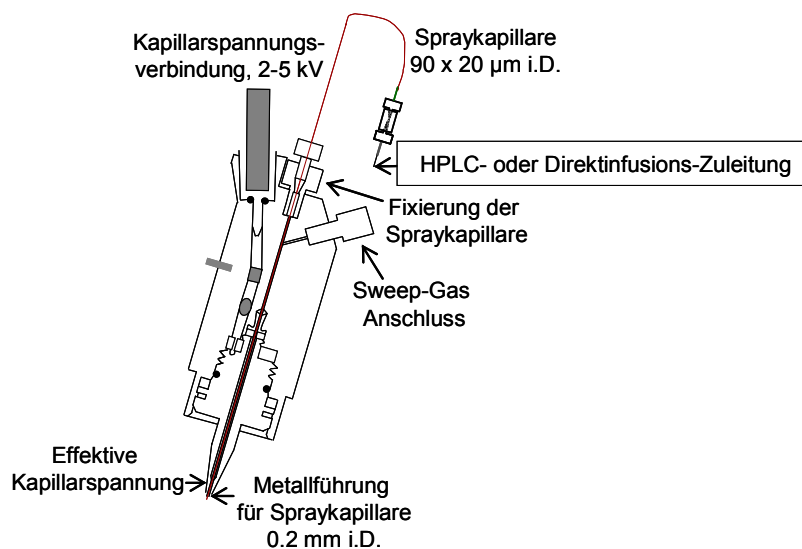 Kapillarspannungs-
verbindung, 2-5 kV
Spraykapillare
90 x 20 µm i.D.
HPLC- oder Direktinfusions-Zuleitung
Fixierung der
Spraykapillare
Sweep-Gas
Anschluss
Effektive
Kapillarspannung
Metallführung
für Spraykapillare
0.2 mm i.D.